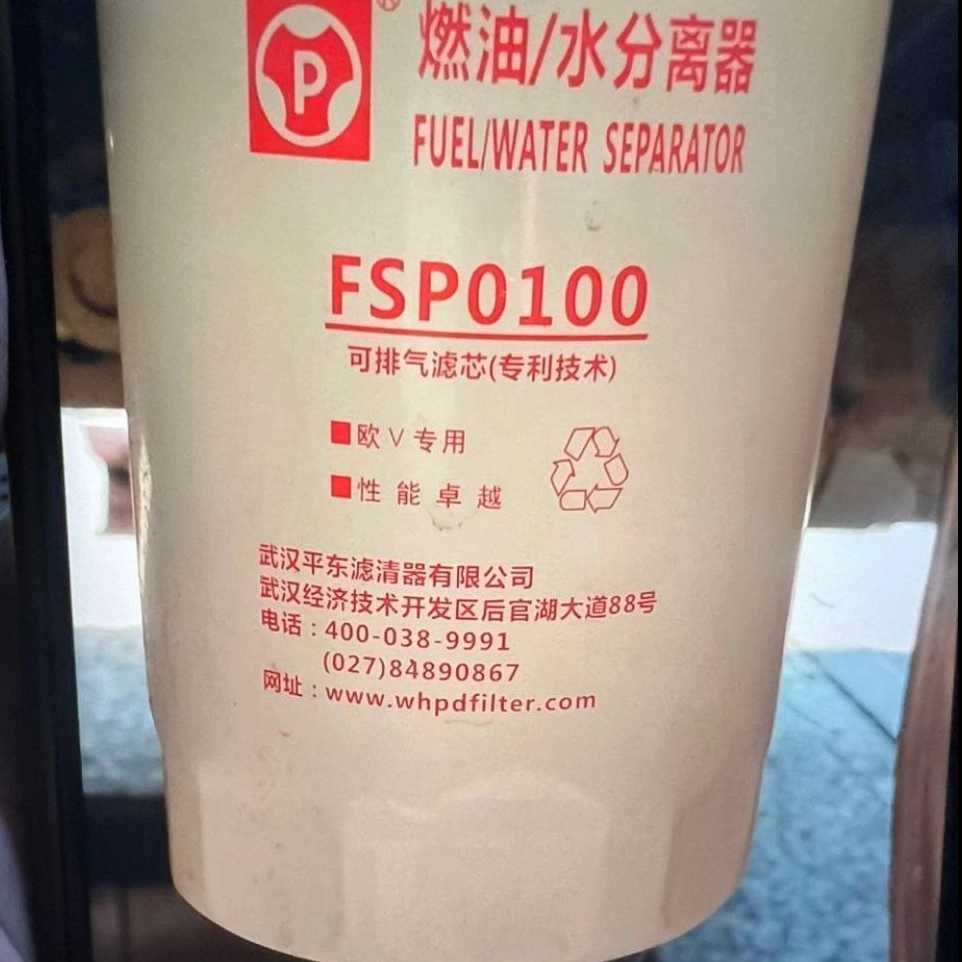 P
®
燃油/水分离器
FUEL/WATER SEPARATOR
FSP0100
可排气滤芯(专利技术)
■欧V专用
■性能卓越
武汉平东滤清器有限公司
武汉经济技术开发区后官湖大道88号
电话：400-038-9991
(027)84890867
网址：www.whpdfilter.com